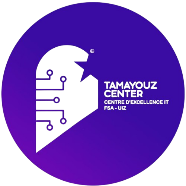 TAMAYOUZ
CENTER
CENTRE D'EXCELLENCE IT
FSA - UIZ